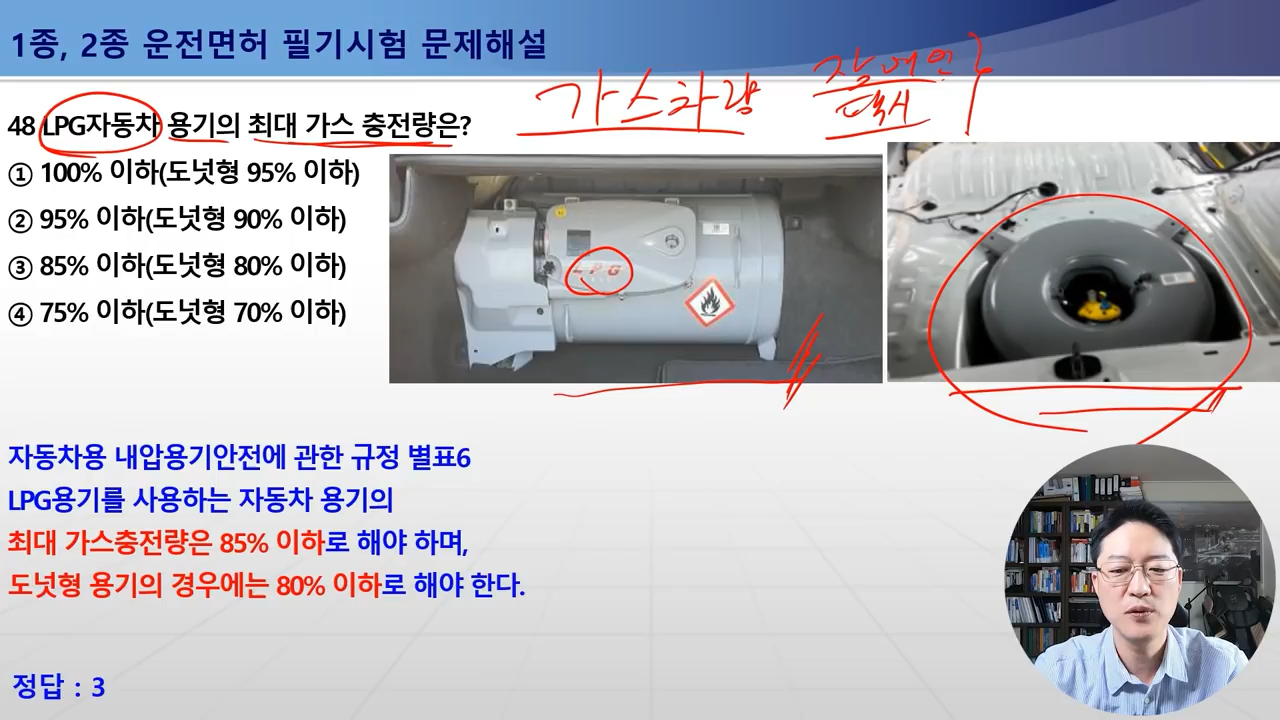 1종, 2종 운전면허 필기시험 문제해설
가스차량
장애인
택시
48 LPG자동차 용기의 최대 가스 충전량은?
① 100% 이하(도넛형 95% 이하)
② 95% 이하(도넛형 90% 이하)
③ 85% 이하(도넛형 80% 이하)
④ 75% 이하(도넛형 70% 이하)
LPG
자동차용 내압용기안전에 관한 규정 별표6
LPG용기를 사용하는 자동차 용기의
최대 가스충전량은 85% 이하로 해야 하며,
도넛형 용기의 경우에는 80% 이하로 해야 한다.
정답 : 3